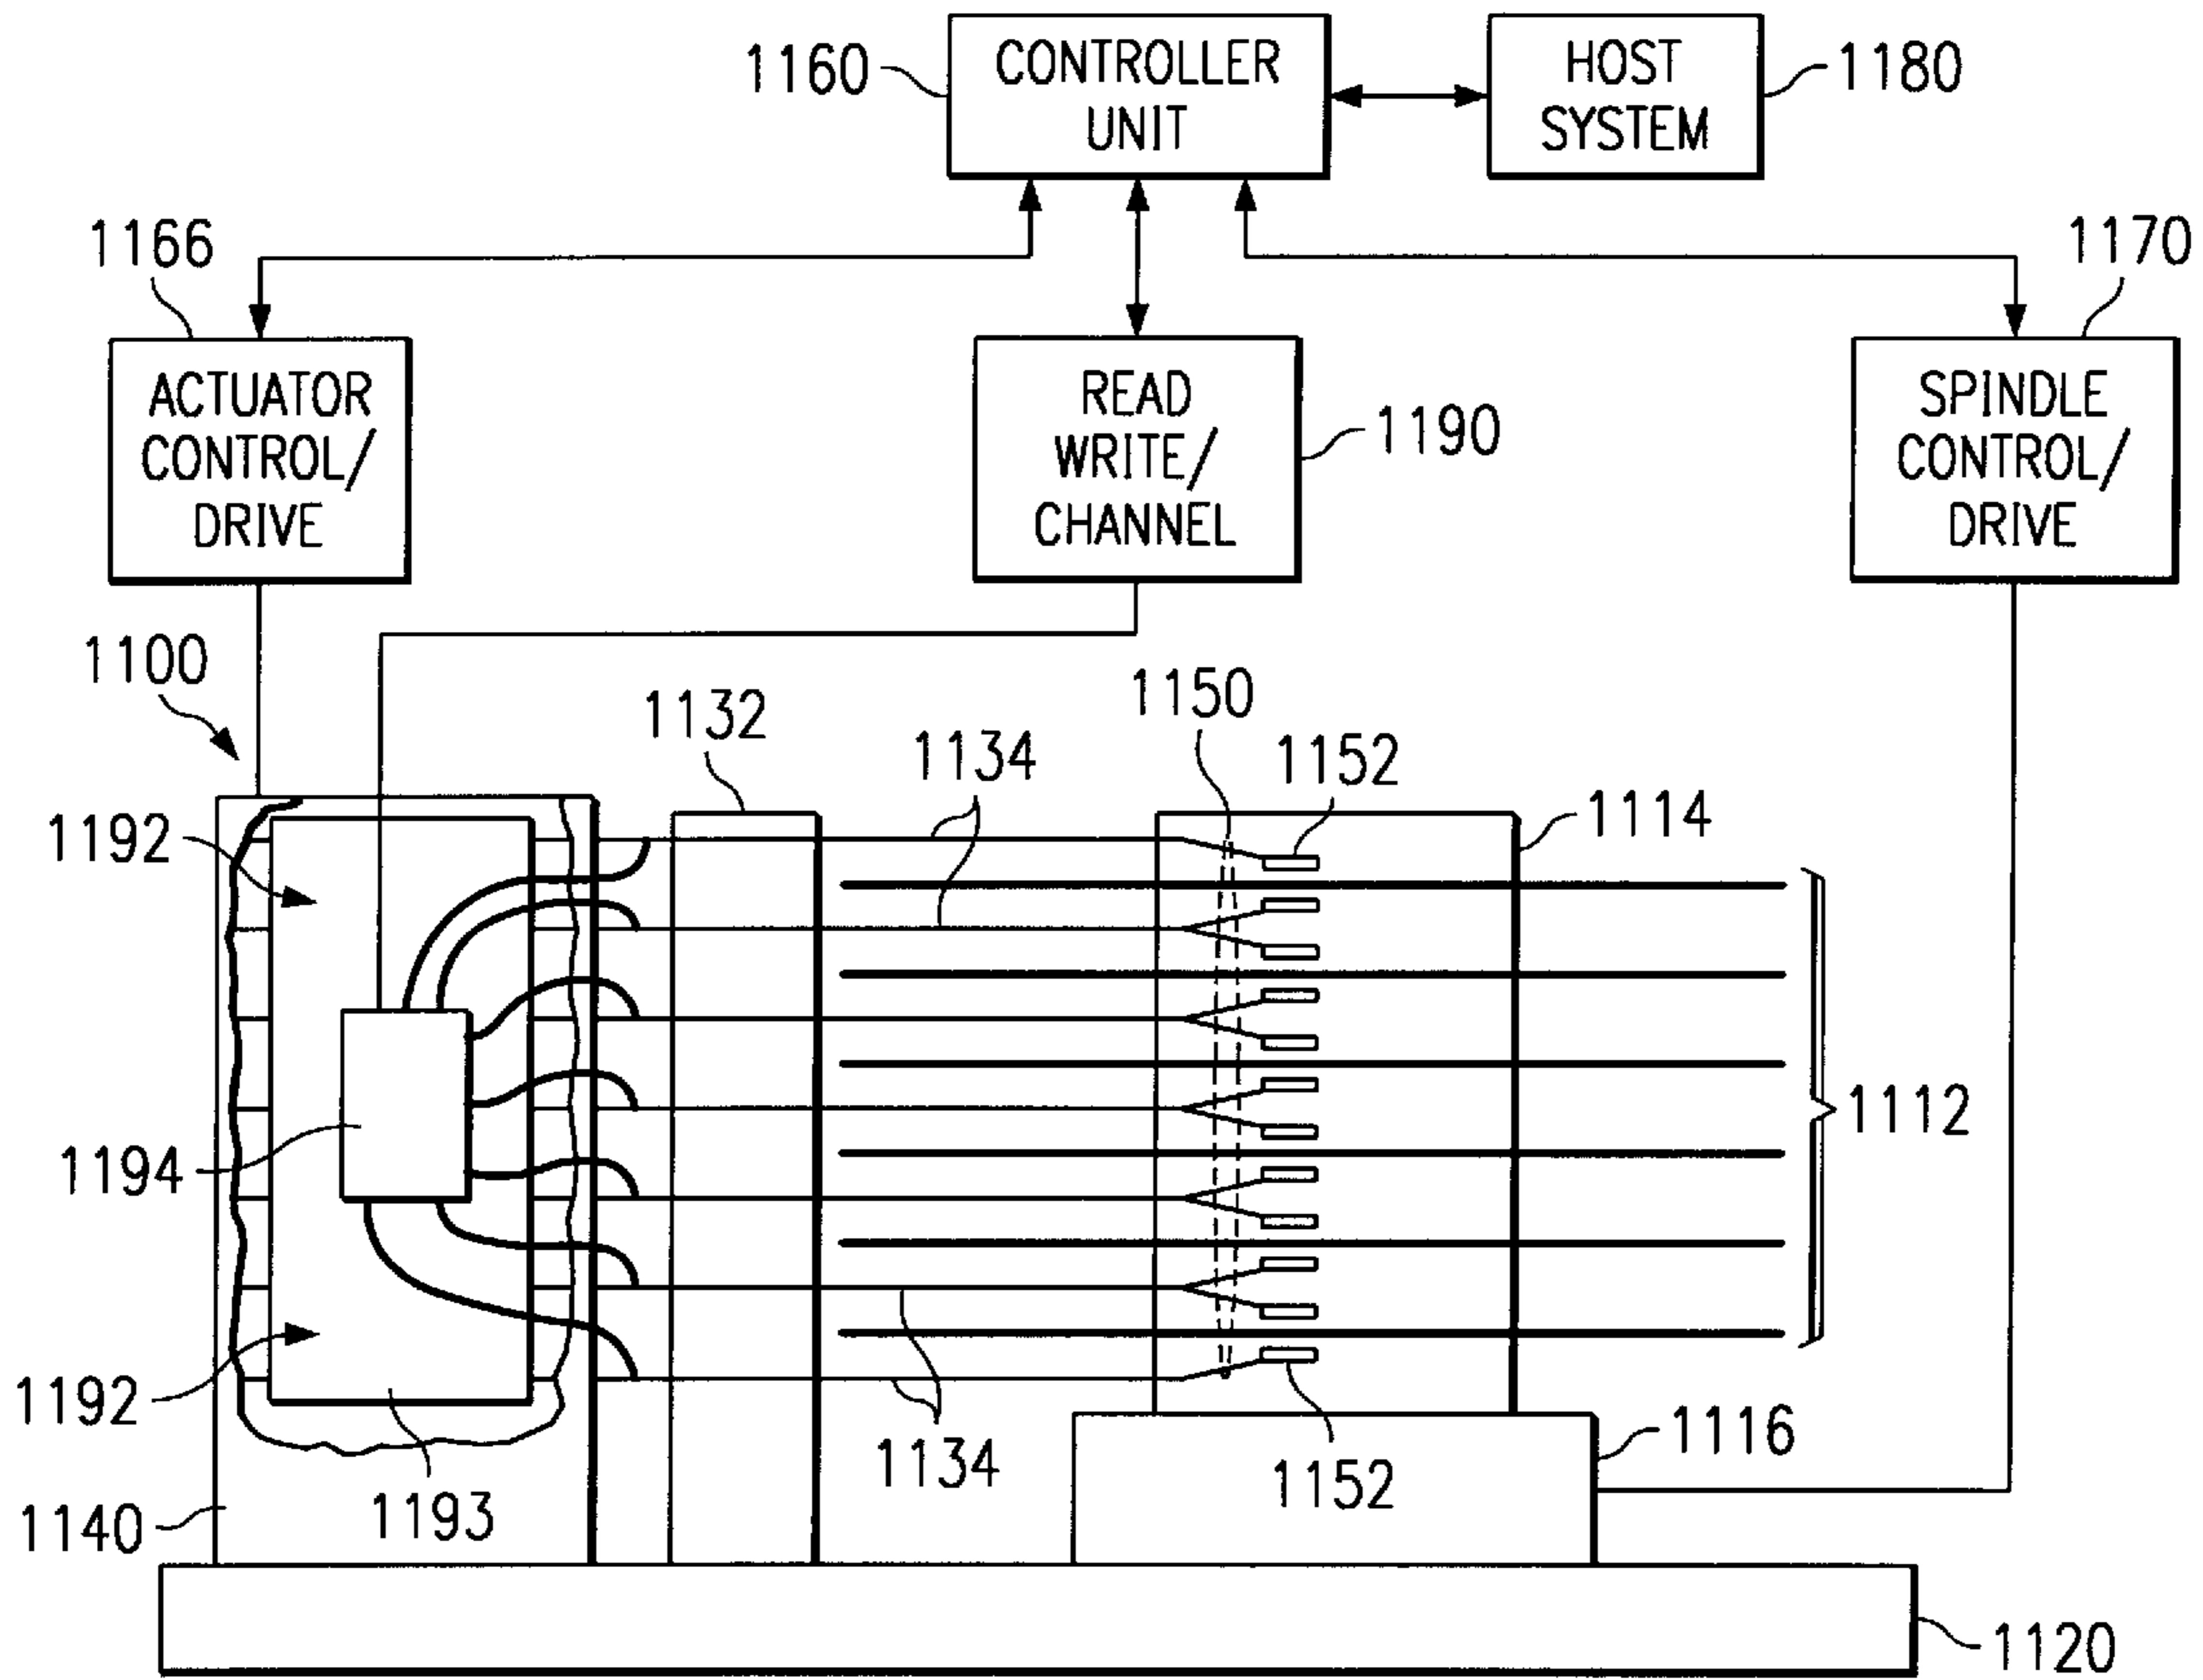 1160
CONTROLLER
UNIT
HOST
SYSTEM
1180
1166
1170
ACTUATOR
CONTROL/
DRIVE
READ
WRITE/
CHANNEL
1190
SPINDLE
CONTROL/
DRIVE
1100
1132
1134
1150
1152
1114
1192
1134
1112
1194
1192
1193
1134
1152
1116
1140
1120